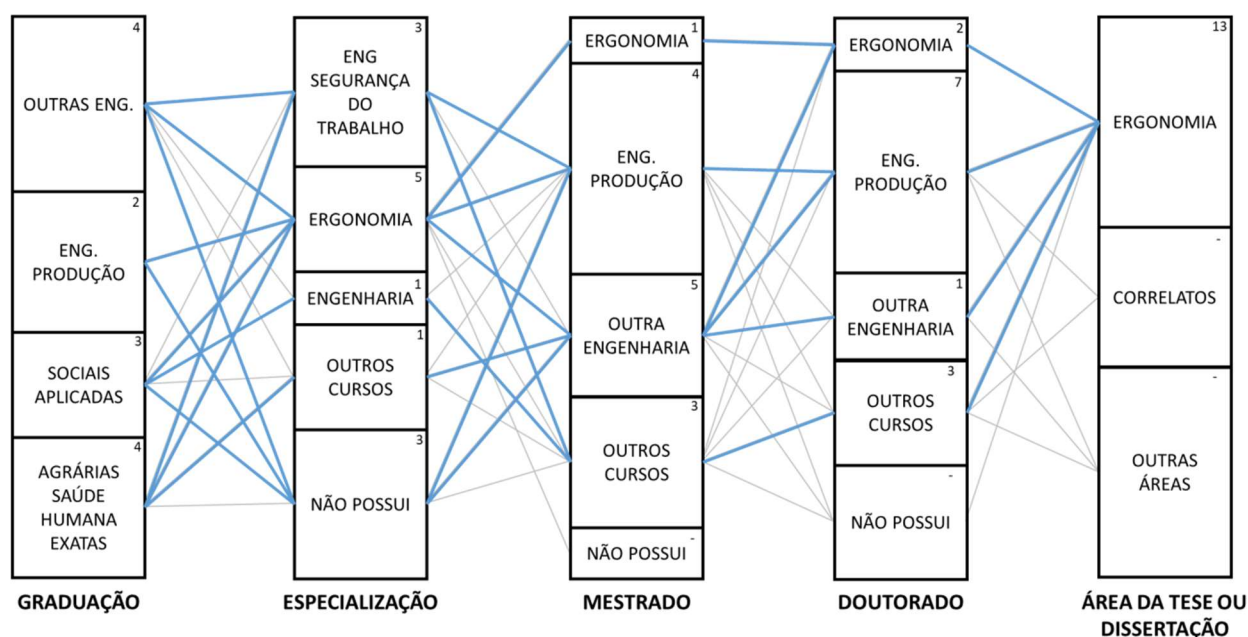 4
OUTRAS ENG.
2
ENG.
PRODUÇÃO
3
SOCIAIS
APLICADAS
4
AGRÁRIAS
SAÚDE
HUMANA
EXATAS
GRADUAÇÃO
3
ENG
SEGURANÇA
DO
TRABALHO
5
ERGONOMIA
1
ENGENHARIA
1
OUTROS
CURSOS
3
NÃO POSSUI
ESPECIALIZAÇÃO
1
ERGONOMIA
4
ENG.
PRODUÇÃO
5
OUTRA
ENGENHARIA
3
OUTROS
CURSOS
-
NÃO POSSUI
MESTRADO
2
ERGONOMIA
7
ENG.
PRODUÇÃO
1
OUTRA
ENGENHARIA
3
OUTROS
CURSOS
-
NÃO POSSUI
DOUTORADO
13
ERGONOMIA
-
CORRELATOS
-
OUTRAS
ÁREAS
ÁREA DA TESE OU
DISSERTAÇÃO